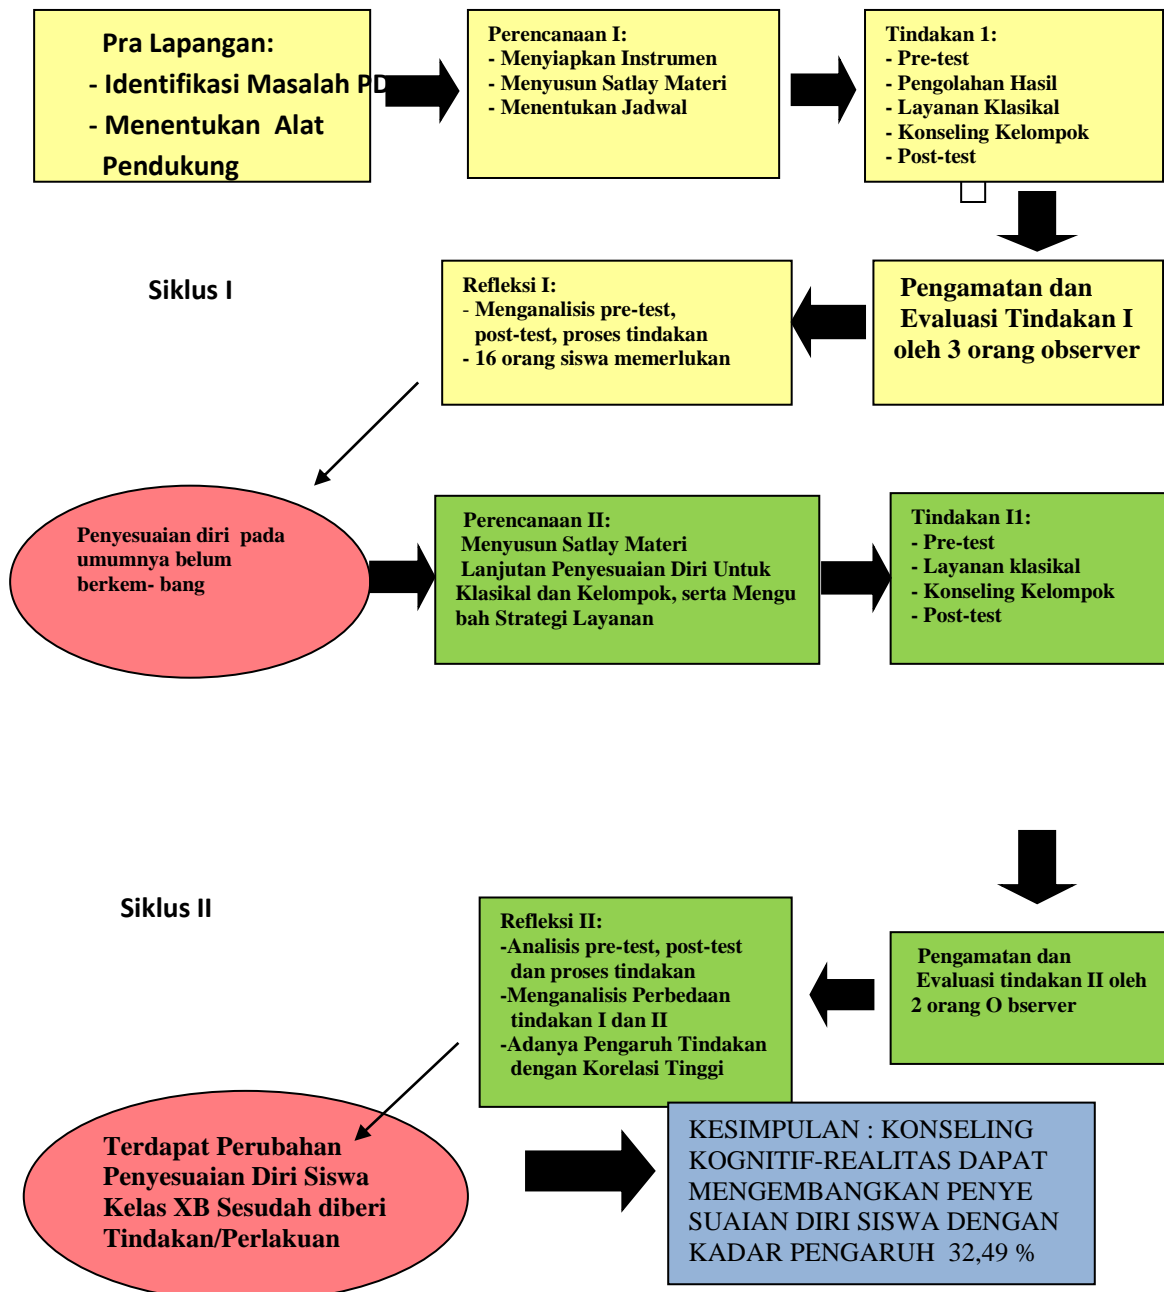 Pra Lapangan:
- Identifikasi Masalah PD
- Menentukan Alat
Pendukung
Perencanaan I:
- Menyiapkan Instrumen
- Menyusun Satlay Materi
- Menentukan Jadwal
Tindakan 1:
- Pre-test
- Pengolahan Hasil
- Layanan Klasikal
- Konseling Kelompok
- Post-test
Siklus I
Refleksi I:
- Menganalisis pre-test,
post-test, proses tindakan
- 16 orang siswa memerlukan
Pengamatan dan
Evaluasi Tindakan I
oleh 3 orang observer
Penyesuaian diri pada
umumnya belum
berkem- bang
Perencanaan II:
Menyusun Satlay Materi
Lanjutan Penyesuaian Diri Untuk
Klasikal dan Kelompok, serta Mengu
bah Strategi Layanan
Tindakan I1:
- Pre-test
- Layanan klasikal
- Konseling Kelompok
- Post-test
Siklus II
Refleksi II:
-Analisis pre-test, post-test
dan proses tindakan
-Menganalisis Perbedaan
tindakan I dan II
-Adanya Pengaruh Tindakan
dengan Korelasi Tinggi
Pengamatan dan
Evaluasi tindakan II oleh
2 orang O bserver
Terdapat Perubahan
Penyesuaian Diri Siswa
Kelas XB Sesudah diberi
Tindakan/Perlakuan
KESIMPULAN : KONSELING
KOGNITIF-REALITAS DAPAT
MENGEMBANGKAN PENYE
SUAIAN DIRI SISWA DENGAN
KADAR PENGARUH 32,49 %